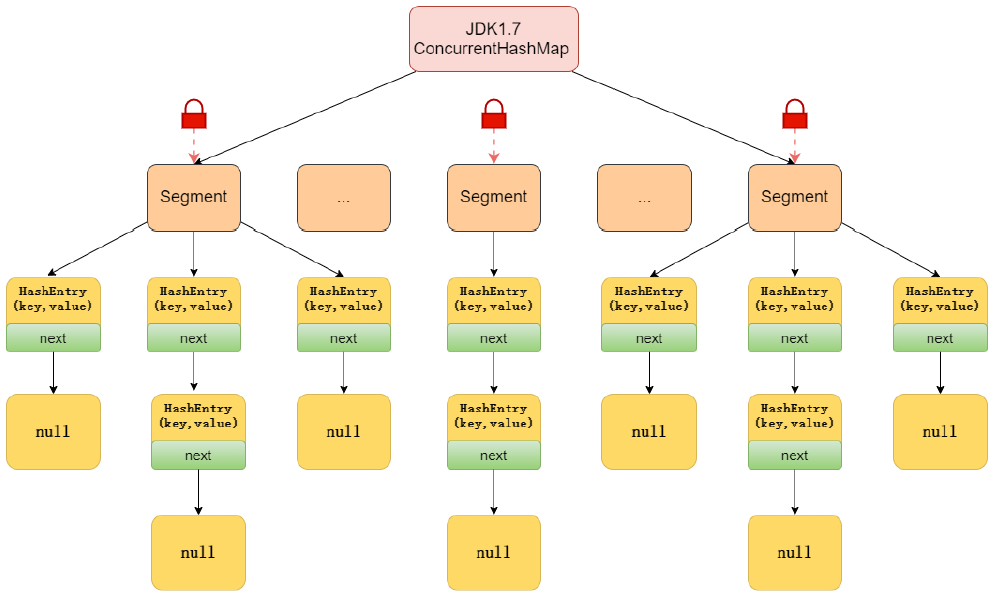 JDK1.7
ConcurrentHashMap
Segment
...
Segment
...
Segment
HashEntry
(key,value)
next
HashEntry
(key,value)
next
HashEntry
(key,value)
next
HashEntry
(key,value)
next
HashEntry
(key,value)
next
HashEntry
(key,value)
next
HashEntry
(key,value)
next
null
HashEntry
(key,value)
next
null
HashEntry
(key,value)
next
null
HashEntry
(key,value)
next
null
null
null
null